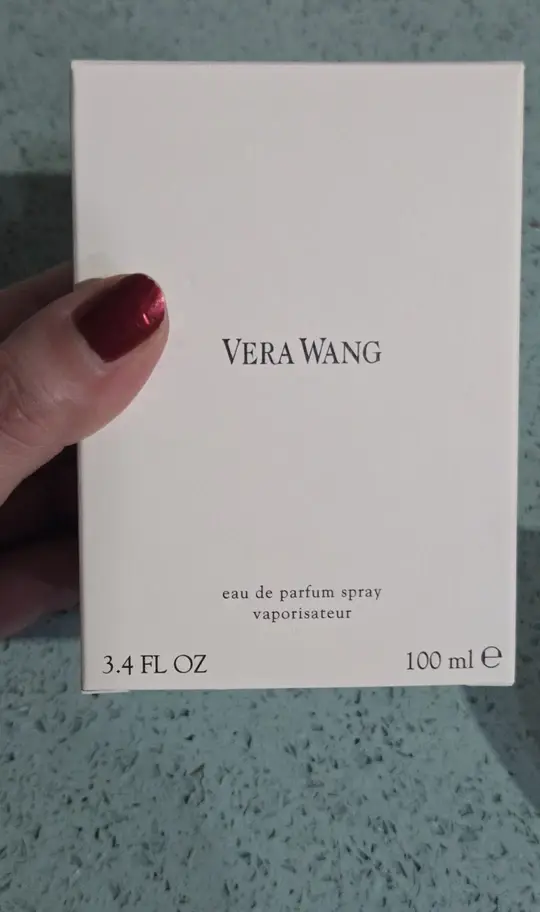 VERA WANG
eau de parfum spray
vaporisateur
3.4 FL OZ
100 ml ℮